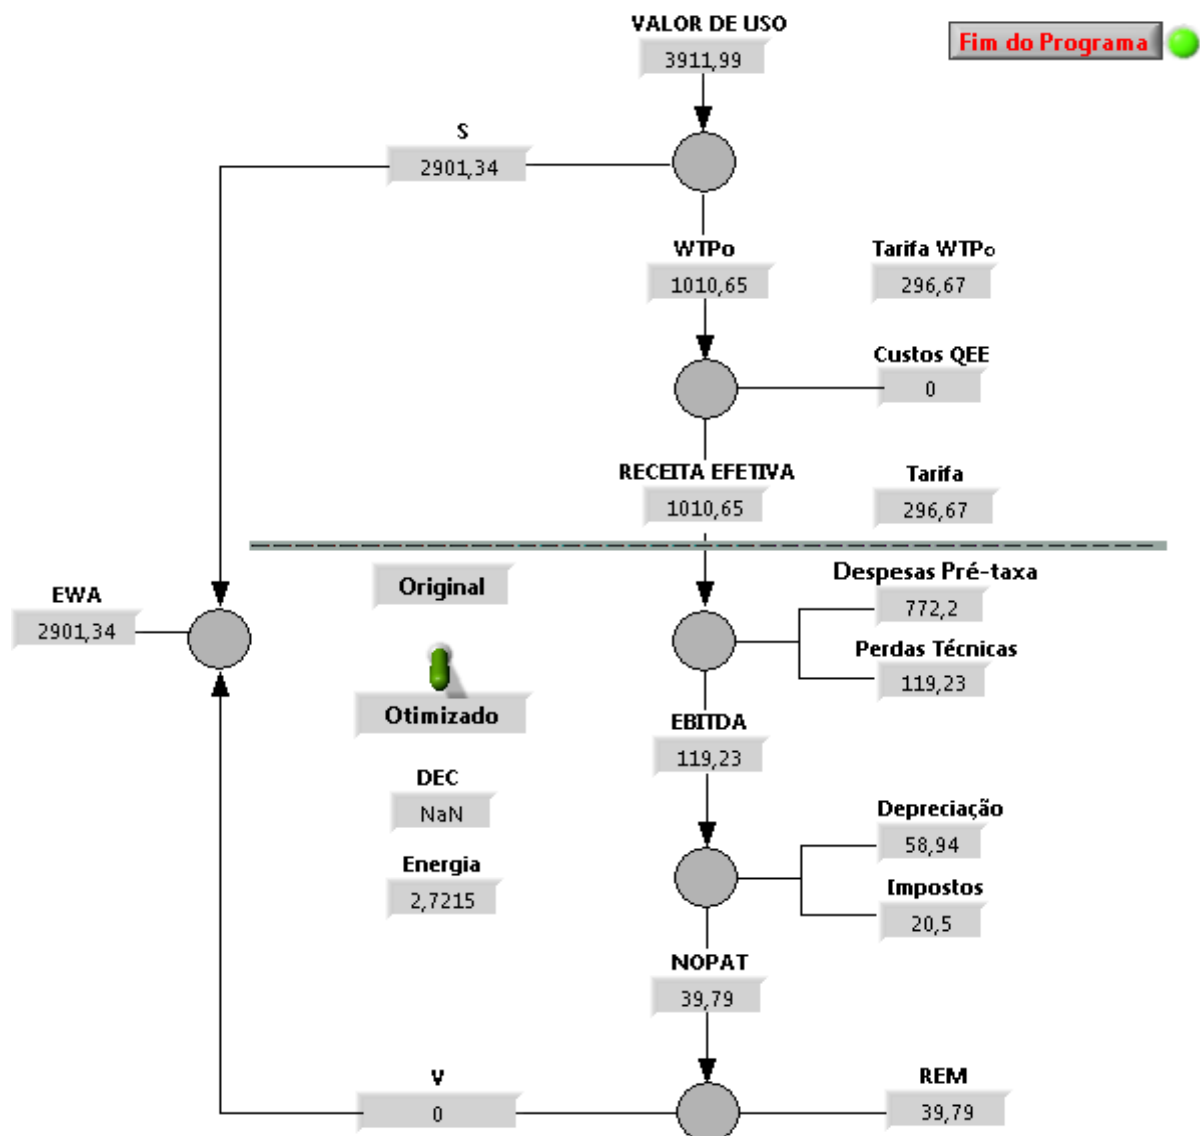 VALOR DE USO
3911,99
Fim do Programa
S
2901,34
WTPo
1010,65
Tarifa WTPo
296,67
Custos QEE
0
RECEITA EFETIVA
1010,65
Tarifa
296,67
EWA
2901,34
Original
Otimizado
Despesas Pré-taxa
772,2
Perdas Técnicas
119,23
EBITDA
119,23
DEC
NaN
Energia
2,7215
Depreciação
58,94
Impostos
20,5
NOPAT
39,79
V
0
REM
39,79